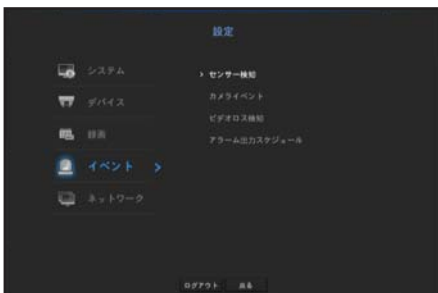 設定
システム
デバイス
録画
イベント >
ネットワーク
> センサー検知
カメライベント
ビデオロス検知
アラーム出力スケジュール
ログアウト 戻る